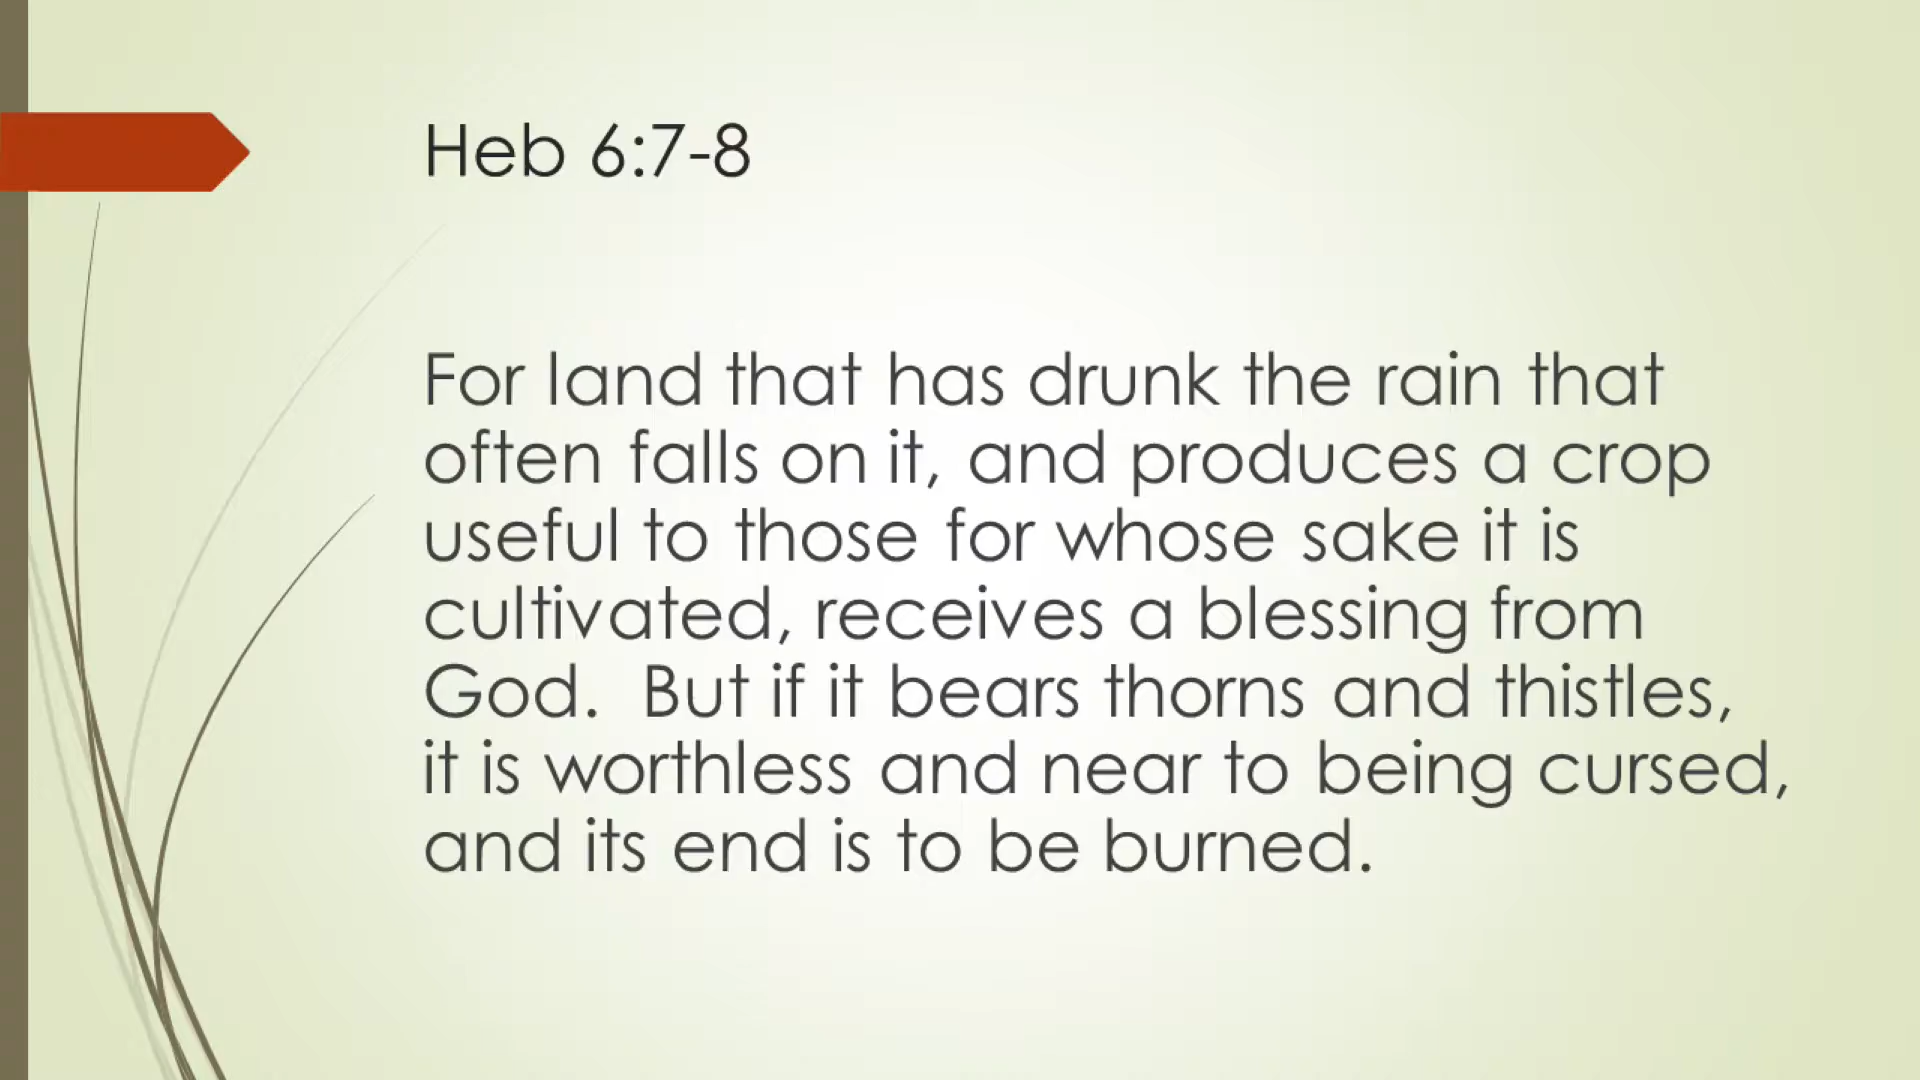 Heb 6:7-8
For land that has drunk the rain that
often falls on it, and produces a crop
useful to those for whose sake it is
cultivated, receives a blessing from
God.  But if it bears thorns and thistles,
it is worthless and near to being cursed,
and its end is to be burned.